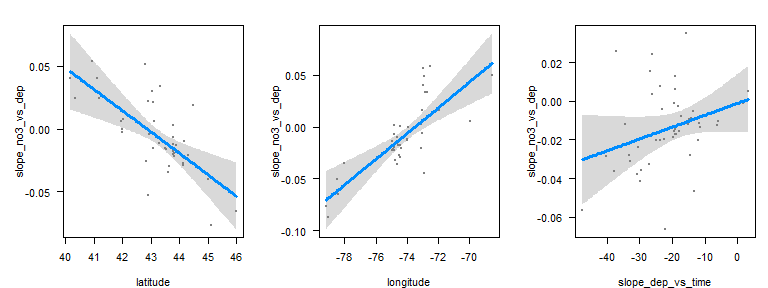 slope_no3_vs_dep
0.05
0.00
-0.05
40 41 42 43 44 45 46
latitude
slope_no3_vs_dep
0.05
0.00
-0.05
-0.10
-78 -76 -74 -72 -70
longitude
slope_no3_vs_dep
0.02
0.00
-0.02
-0.04
-0.06
-40 -30 -20 -10 0
slope_dep_vs_time